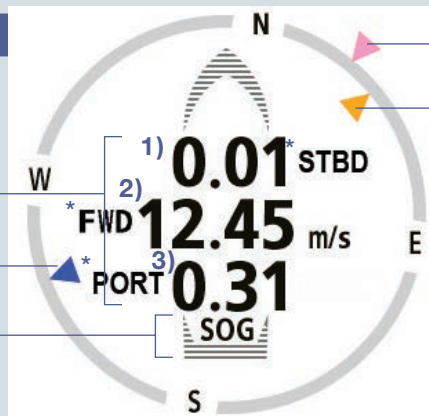 N
1) 0.01 * STBD
W
2)
* FWD 12.45 m/s
E
3)
* PORT 0.31
SOG
S